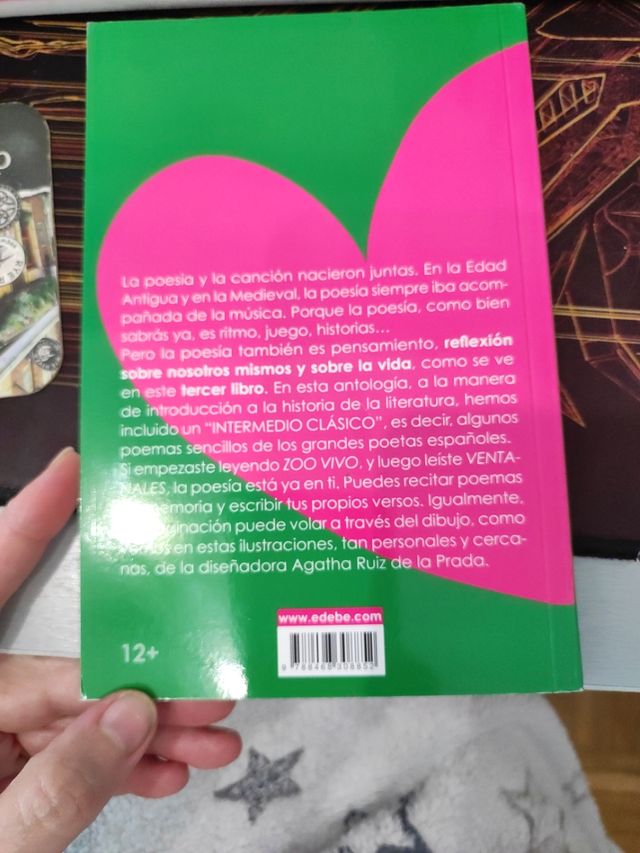 La poesía y la canción nacieron juntas. En la Edad
Antigua y en la Medieval, la poesía siempre iba acom-
pañada de la música. Porque la poesía, como bien
sabrás ya, es ritmo, juego, historias...
Pero la poesía también es pensamiento, reflexión
sobre nosotros mismos y sobre la vida, como se ve
en este tercer libro. En esta antología, a la manera
de introducción a la historia de la literatura, hemos
incluido un “INTERMEDIO CLÁSICO”, es decir, algunos
poemas sencillos de los grandes poetas españoles.
Si empezaste leyendo ZOO VIVO, y luego leíste VENTA-
NALES, la poesía está ya en ti. Puedes recitar poemas
memoria y escribir tus propios versos. Igualmente,
puede volar a través del dibujo, como
en estas ilustraciones, tan personales y cerca-
nas, de la diseñadora Agatha Ruiz de la Prada.
www.edebe.com
12+
9 788468 308852